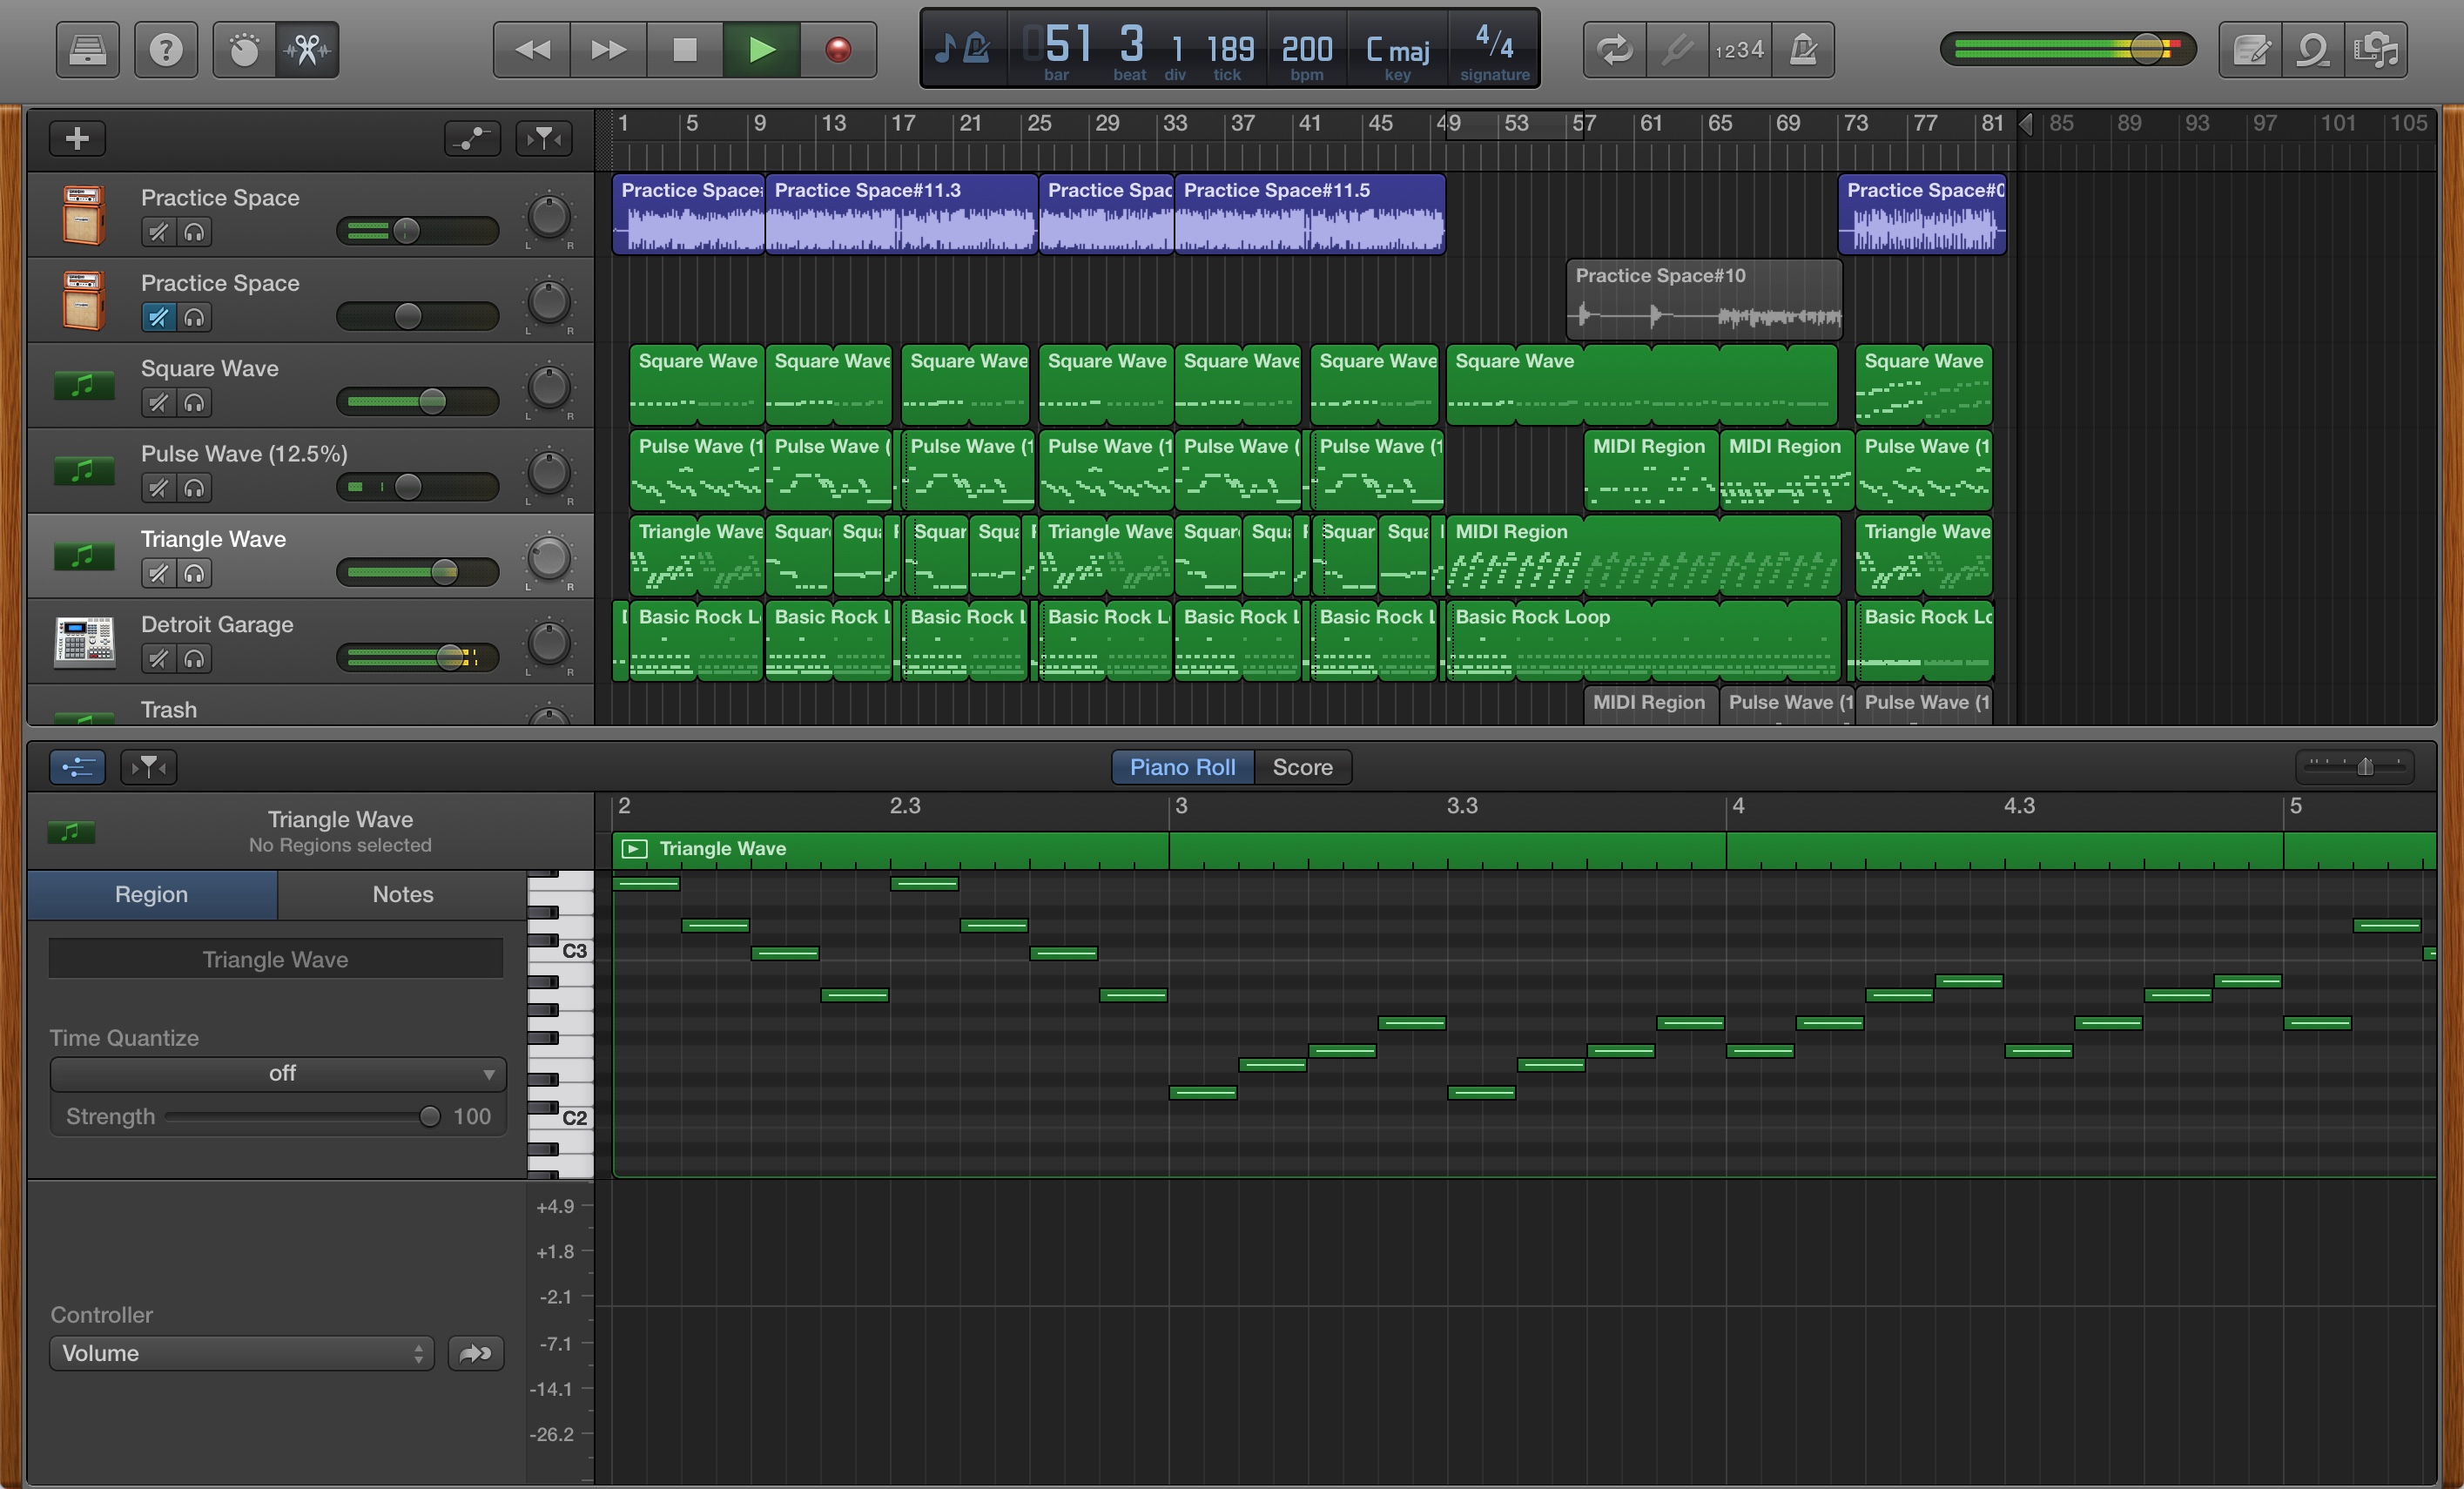 51 3 1 189 200 C maj 4/4
bar beat div tick bpm key signature
1234
1 5 9 13 17 21 25 29 33 37 41 45 49 53 57 61 65 69 73 77 81 85 89 93 97 101 105
Practice Space
L R
Practice Space Practice Space#11.3 Practice Spac Practice Space#11.5 Practice Space#0
Practice Space
L R
Practice Space#10
Square Wave
L R
Square Wave Square Wave Square Wave Square Wave Square Wave Square Wave Square Wave Square Wave
Pulse Wave (12.5%)
L R
Pulse Wave (1 Pulse Wave ( Pulse Wave (1 Pulse Wave (1 Pulse Wave ( Pulse Wave (1 MIDI Region MIDI Region Pulse Wave (1
Triangle Wave
L R
Triangle Wave Squar Squa Squar Squa Triangle Wave Squar Squa Squar Squa MIDI Region Triangle Wave
Detroit Garage
L R
Basic Rock L Basic Rock L Basic Rock L Basic Rock L Basic Rock L Basic Rock L Basic Rock Loop Basic Rock Lo
Trash
MIDI Region Pulse Wave (1 Pulse Wave (1
Piano Roll Score
2 2.3 3 3.3 4 4.3 5
Triangle Wave
No Regions selected
Triangle Wave
Region Notes
Triangle Wave
C3
Time Quantize
off
Strength 100
C2
+4.9
+1.8
-2.1
Controller
-7.1
Volume
-14.1
-26.2